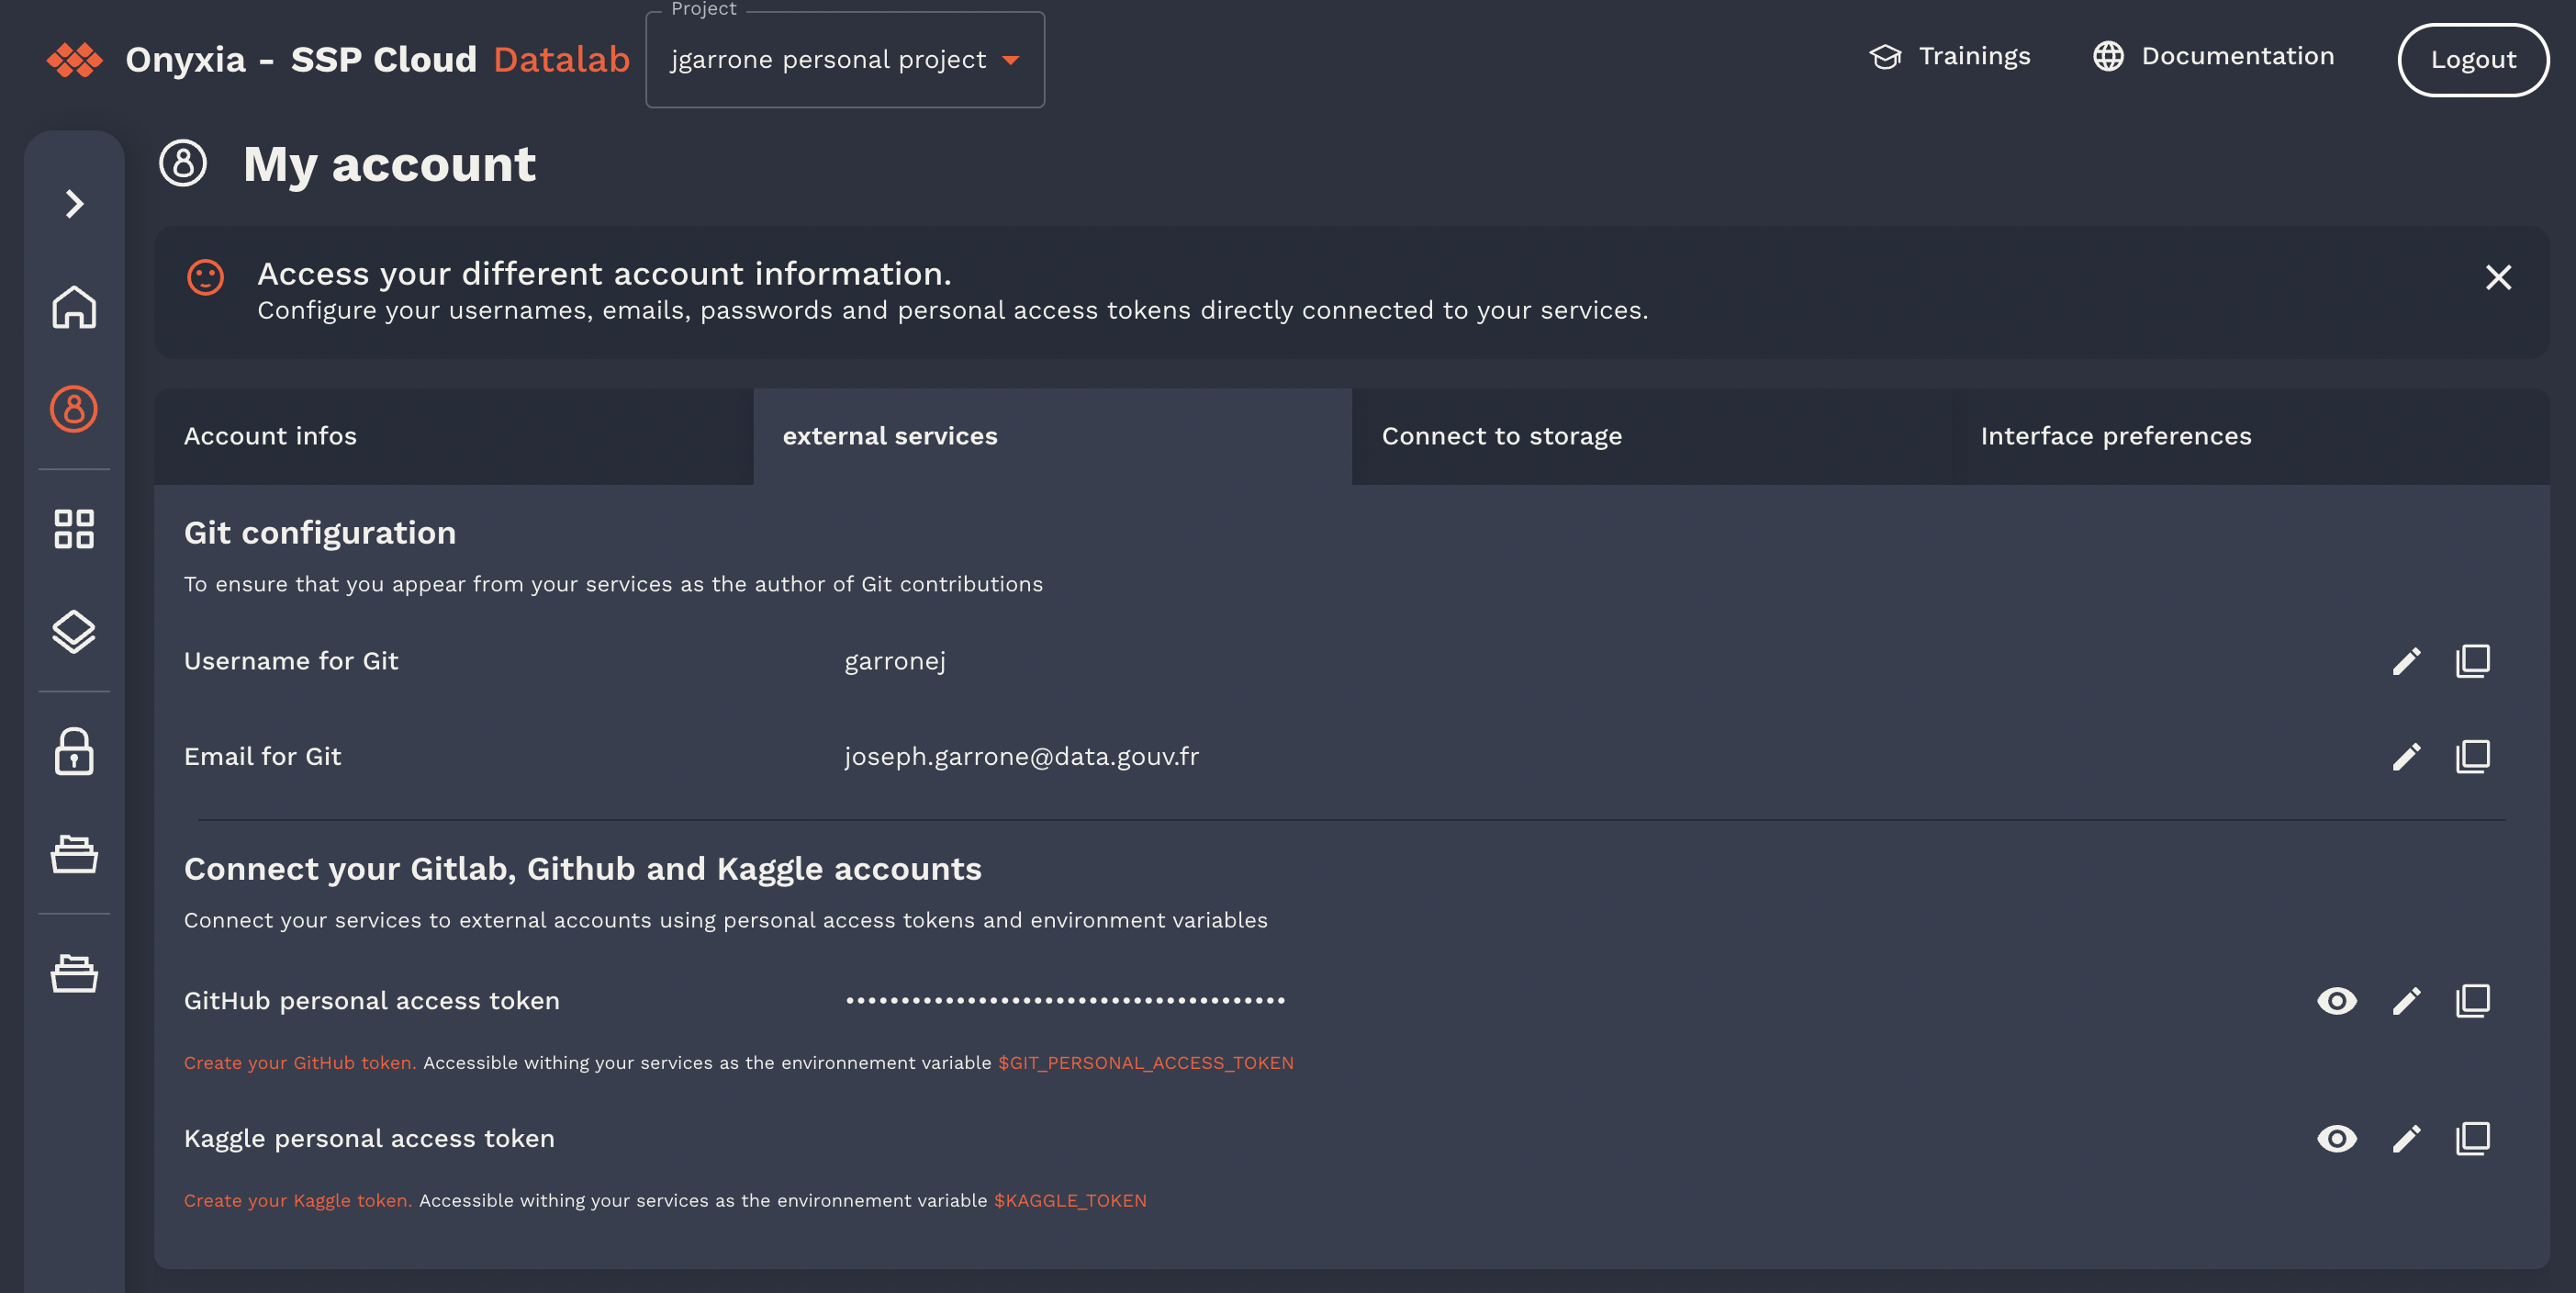 Project
Onyxia - SSP Cloud Datalab
jgarrone personal project
Trainings
Documentation
Logout
My account
Access your different account information.
Configure your usernames, emails, passwords and personal access tokens directly connected to your services.
Account infos
external services
Connect to storage
Interface preferences
Git configuration
To ensure that you appear from your services as the author of Git contributions
Username for Git
garronej
Email for Git
joseph.garrone@data.gouv.fr
Connect your Gitlab, Github and Kaggle accounts
Connect your services to external accounts using personal access tokens and environment variables
GitHub personal access token
Create your GitHub token. Accessible withing your services as the environnement variable $GIT_PERSONAL_ACCESS_TOKEN
Kaggle personal access token
Create your Kaggle token. Accessible withing your services as the environnement variable $KAGGLE_TOKEN